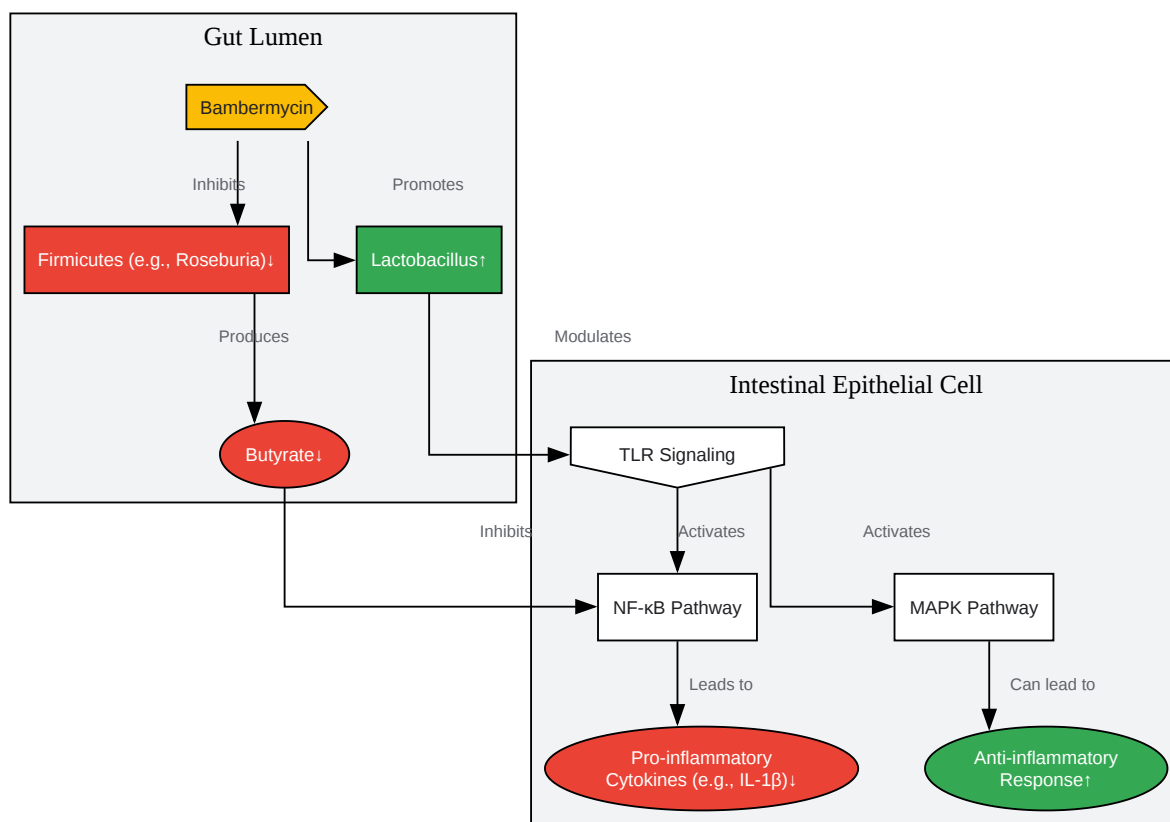 Gut Lumen
Bambermycin
Inhibits
Promotes
Firmicutes (e.g., Roseburia)↓
Lactobacillus↑
Produces
Modulates
Intestinal Epithelial Cell
Butyrate↓
TLR Signaling
Inhibits
Activates
Activates
NF-κB Pathway
MAPK Pathway
Leads to
Can lead to
Pro-inflammatory
Cytokines (e.g., IL-1β)↓
Anti-inflammatory
Response↑